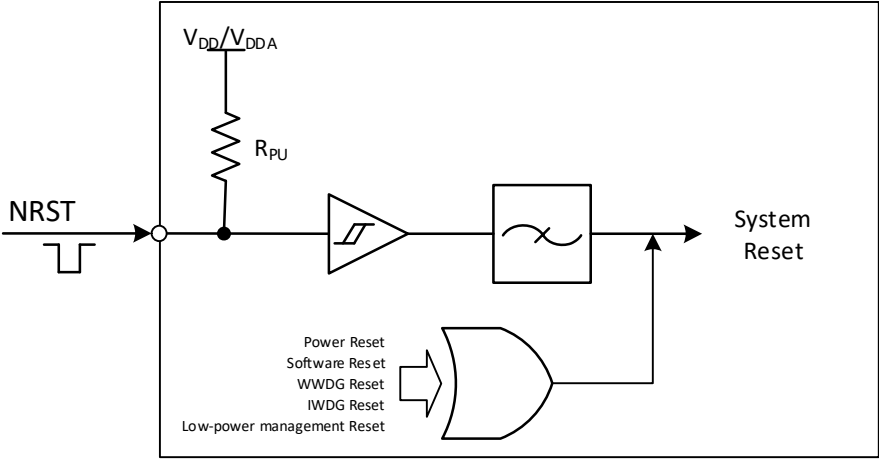 VDD/VDDA
RPU
NRST
System
Reset
Power Reset
Software Reset
WWDG Reset
IWDG Reset
Low-power management Reset